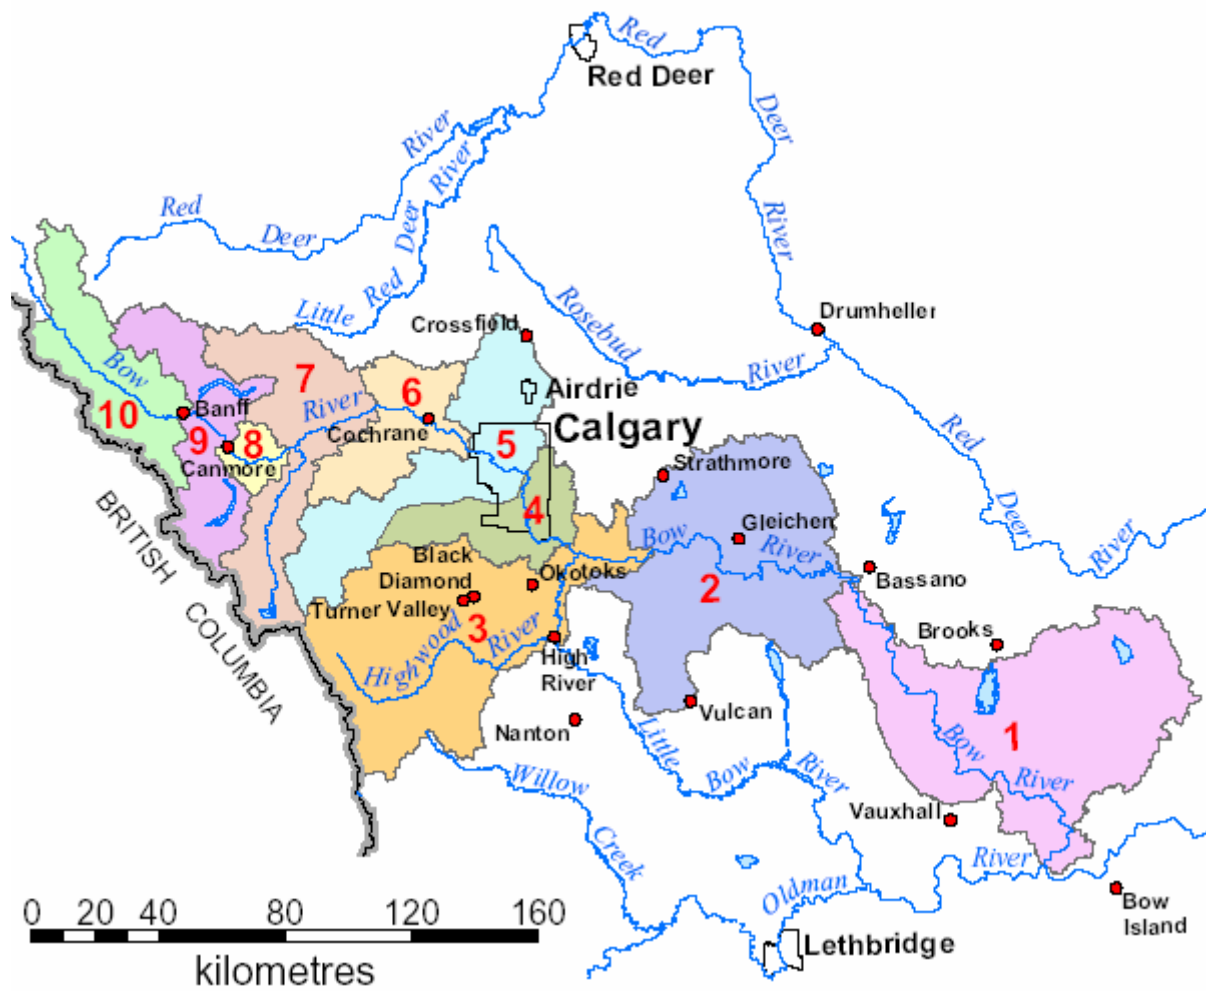 Red
Red Deer
Deer
River
River
River
Red
Deer
Deer
Red
Little
River
Rosebud
River
Drumheller
Crossfield
Airdrie
Calgary
7
6
River
Bow
10
Banff
9
8
Canmore
Cochrane
5
Strathmore
Red
4
Deer
River
Gleichen
Bow
River
BRITISH
COLUMBIA
Black
Diamond
Okotoks
Turner Valley
3
2
Bassano
Brooks
Highwood
River
High
River
Nanton
Vulcan
Little
Bow
River
1
Bow
River
Willow
Creek
Vauxhall
River
Oldman
Bow
Island
Lethbridge
0 20 40 80 120 160
kilometres